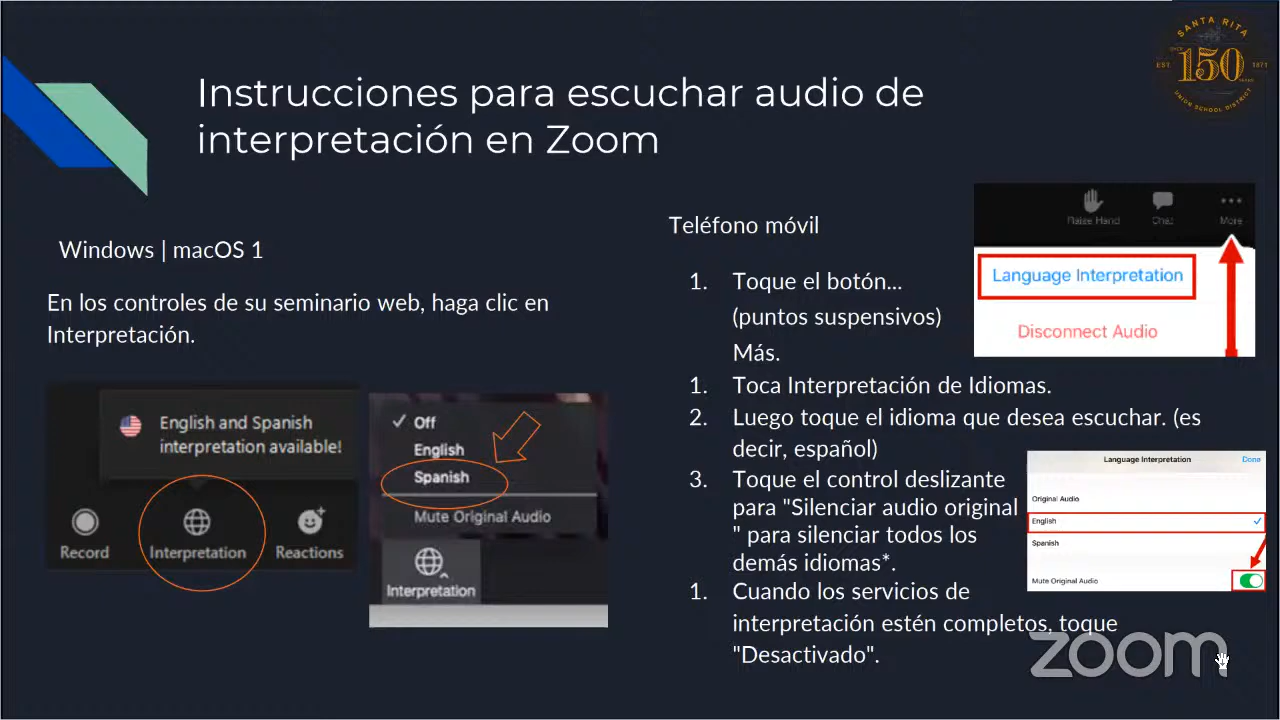 SANTA RITA
OVER
EST. 150 1871
YEARS
UNION SCHOOL DISTRICT
Instrucciones para escuchar audio de
interpretación en Zoom
Windows | macOS 1
En los controles de su seminario web, haga clic en
Interpretación.
English and Spanish
interpretation available!
Record
Interpretation
Reactions
Off
English
Spanish
Mute Original Audio
Interpretation
Teléfono móvil
1. Toque el botón...
(puntos suspensivos)
Más.
1. Toca Interpretación de Idiomas.
2. Luego toque el idioma que desea escuchar. (es
decir, español)
3. Toque el control deslizante
para "Silenciar audio original
" para silenciar todos los
demás idiomas*.
1. Cuando los servicios de
interpretación estén completos, toque
"Desactivado".
Raise Hand
Chat
More
Language Interpretation
Disconnect Audio
Language Interpretation Done
Original Audio
English
Spanish
Mute Original Audio
zoom